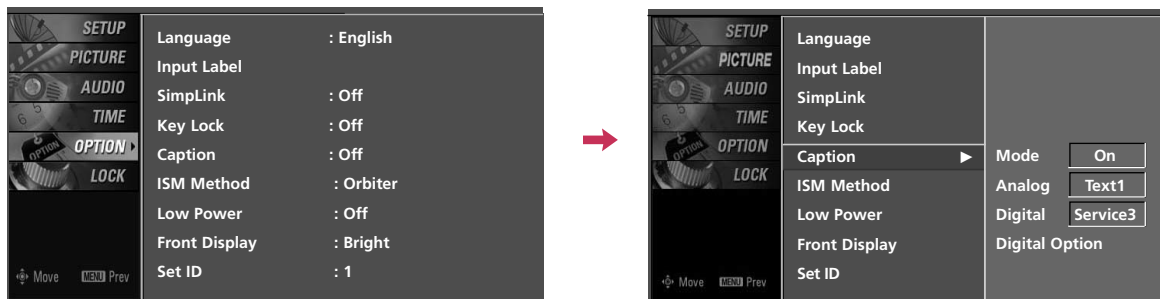 SETUP
PICTURE
AUDIO
TIME
OPTION
LOCK
Move MENU Prev
Language : English
Input Label
SimpLink : Off
Key Lock : Off
Caption : Off
ISM Method : Orbiter
Low Power : Off
Front Display : Bright
Set ID : 1
SETUP
PICTURE
AUDIO
TIME
OPTION
LOCK
Move MENU Prev
Language
Input Label
SimpLink
Key Lock
Caption
ISM Method
Low Power
Front Display
Set ID
Mode On
Analog Text1
Digital Service3
Digital Option